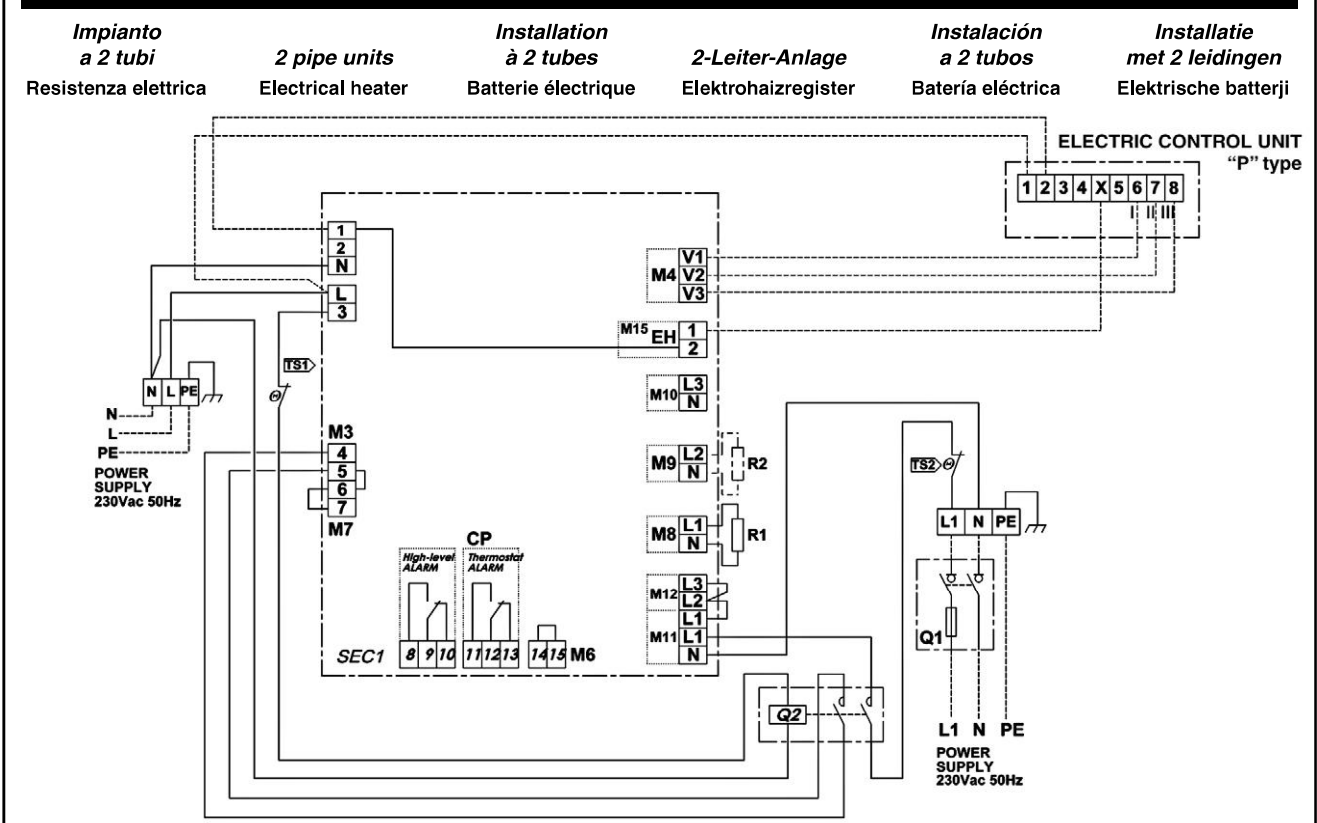 Impianto
a 2 tubi
Resistenza elettrica
2 pipe units
Electrical heater
Installation
à 2 tubes
Batterie électrique
2-Leiter-Anlage
Elektrohaizregister
Instalación
a 2 tubos
Batería eléctrica
Installatie
met 2 leidingen
Elektrische batterji
ELECTRIC CONTROL UNIT
"P" type
1 2 3 4 X 5 6 7 8
I II III
1
2
N
L
3
TS1
N L PE
N
L
PE
POWER
SUPPLY
230Vac 50Hz
M3
4
5
6
7
M7
M4
V1
V2
V3
M15 EH
1
2
M10
L3
N
M9
L2
N
R2
M8
L1
N
R1
M12
L3
L2
L1
M11
L1
N
CP
High-level
ALARM
Thermostat
ALARM
SEC1
8 9 10
11 12 13
14 15 M6
Q2
TS2
L1 N PE
Q1
L1 N PE
POWER
SUPPLY
230Vac 50Hz